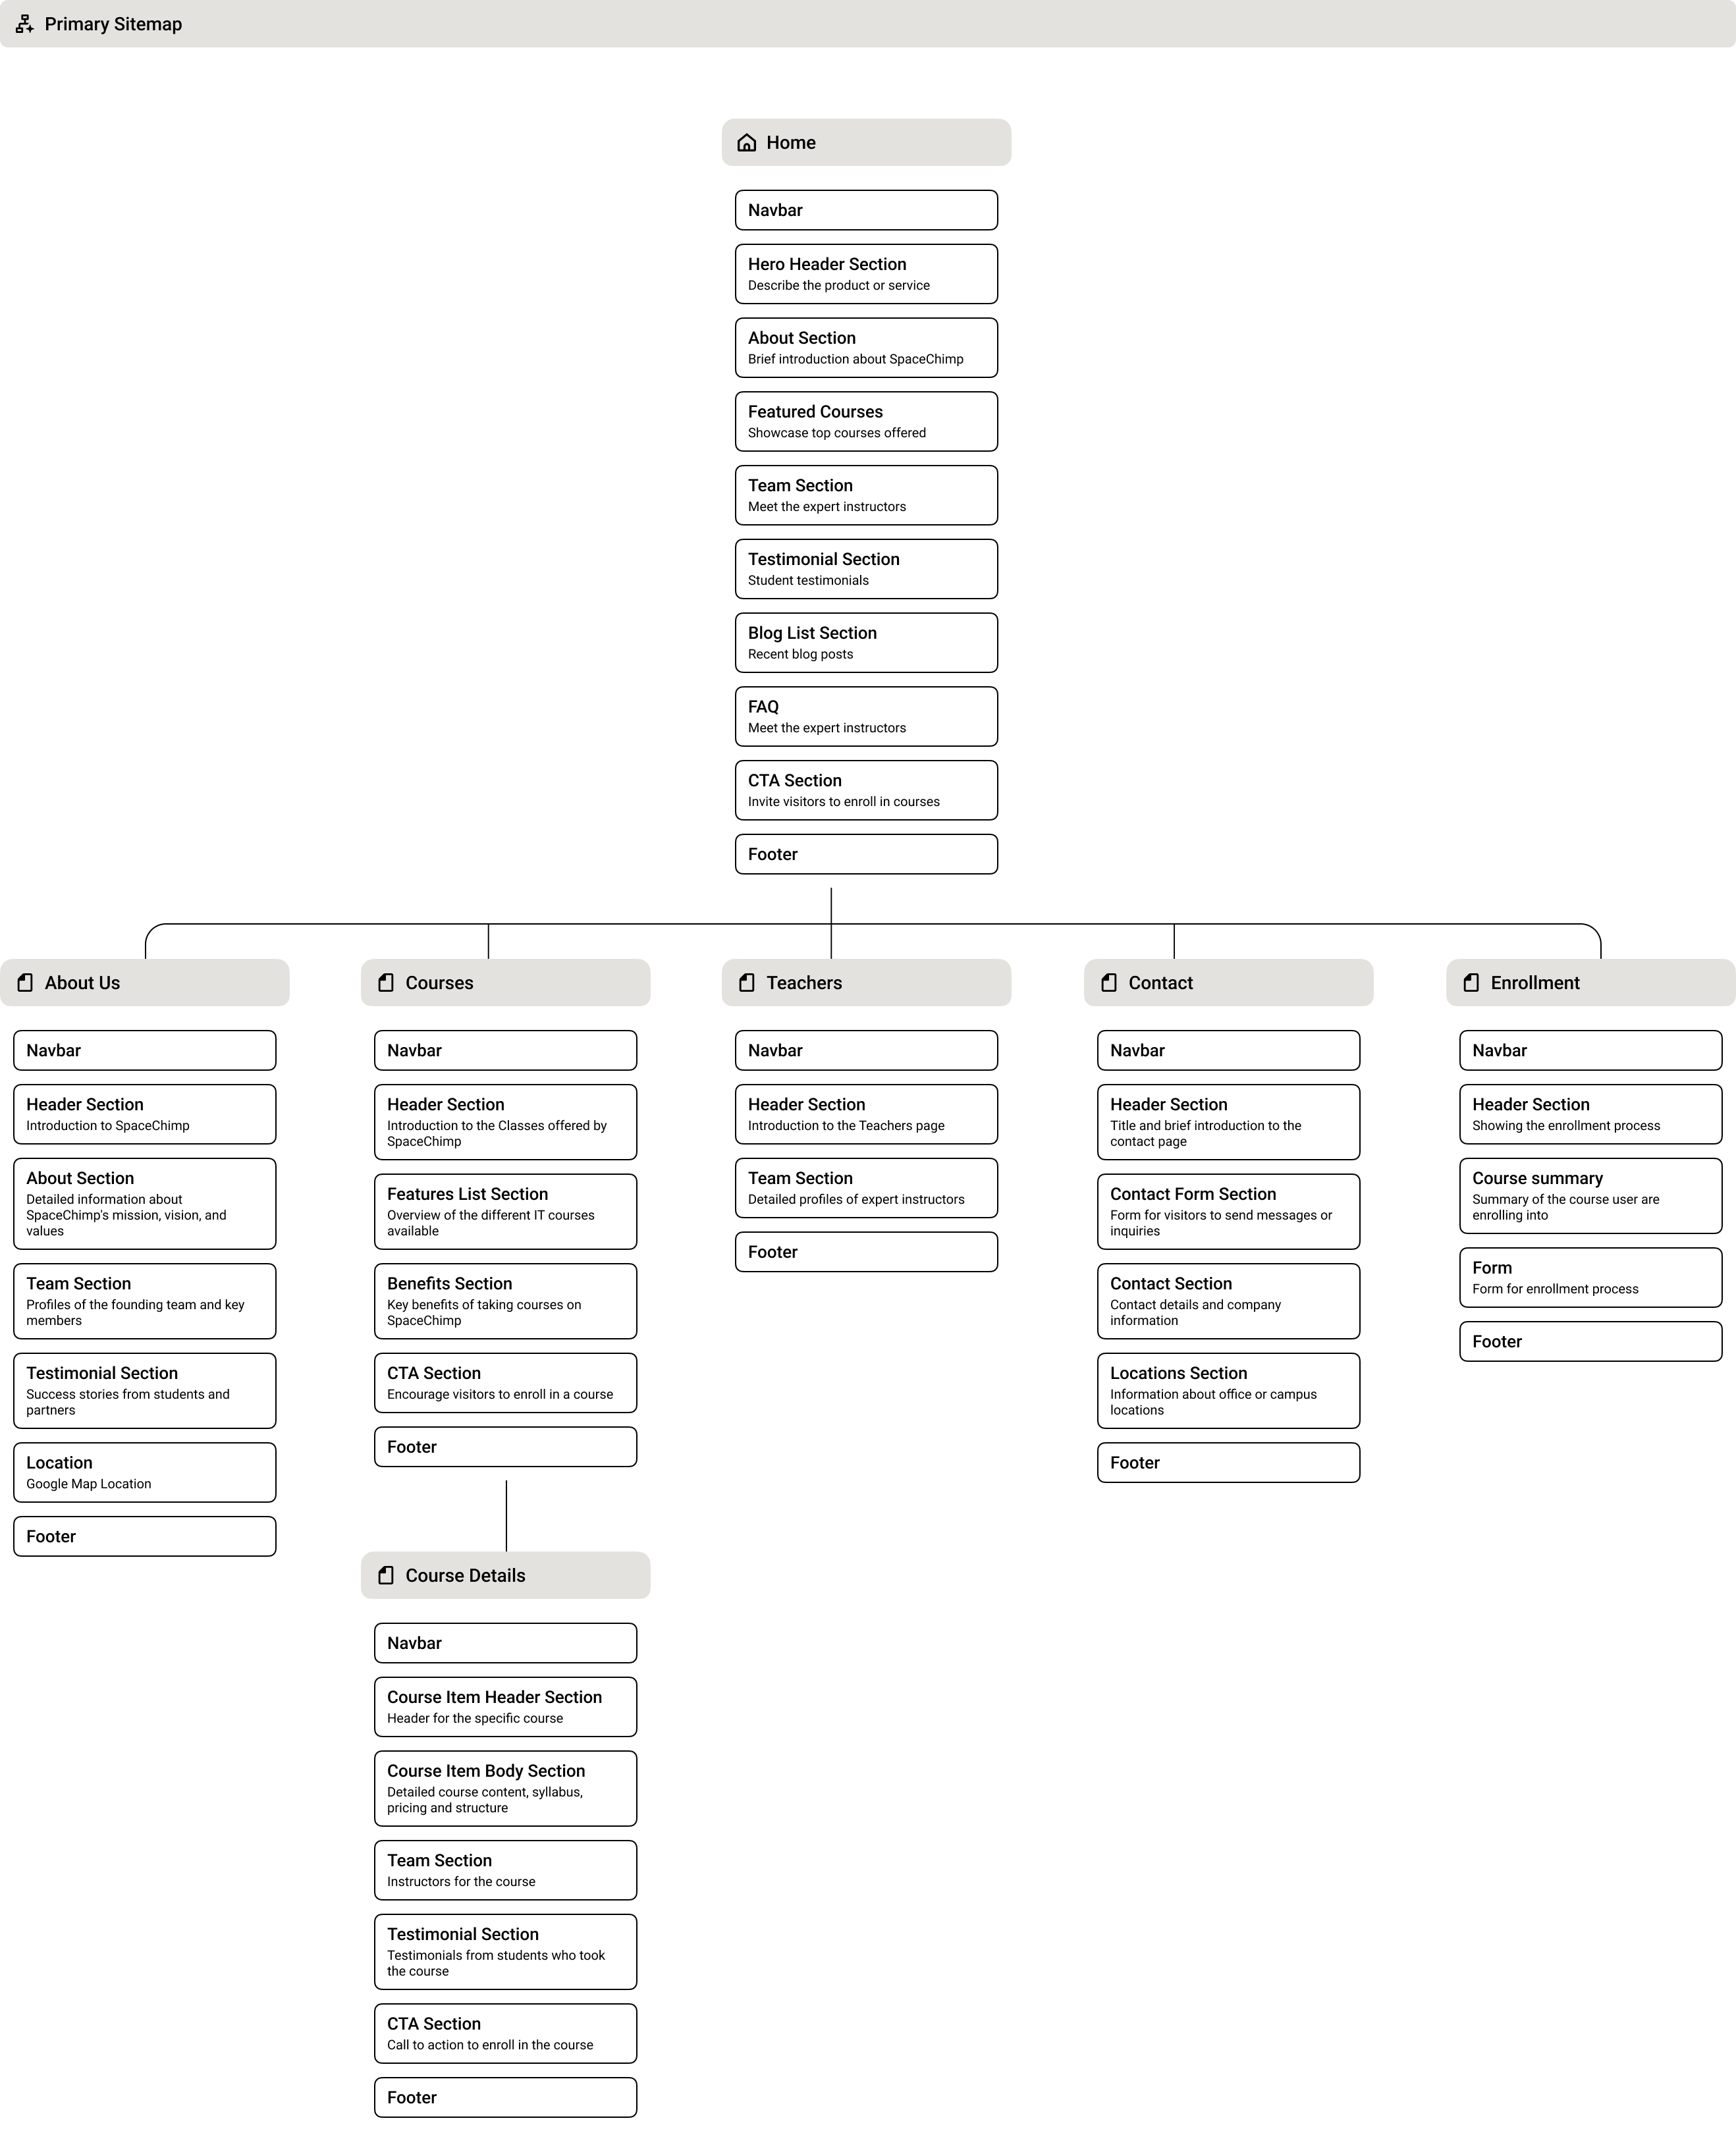 Primary Sitemap
Home
Navbar
Hero Header Section
Describe the product or service
About Section
Brief introduction about SpaceChimp
Featured Courses
Showcase top courses offered
Team Section
Meet the expert instructors
Testimonial Section
Student testimonials
Blog List Section
Recent blog posts
FAQ
Meet the expert instructors
CTA Section
Invite visitors to enroll in courses
Footer
About Us
Navbar
Header Section
Introduction to SpaceChimp
About Section
Detailed information about
SpaceChimp's mission, vision, and
values
Team Section
Profiles of the founding team and key
members
Testimonial Section
Success stories from students and
partners
Location
Google Map Location
Footer
Courses
Navbar
Header Section
Introduction to the Classes offered by
SpaceChimp
Features List Section
Overview of the different IT courses
available
Benefits Section
Key benefits of taking courses on
SpaceChimp
CTA Section
Encourage visitors to enroll in a course
Footer
Course Details
Navbar
Course Item Header Section
Header for the specific course
Course Item Body Section
Detailed course content, syllabus,
pricing and structure
Team Section
Instructors for the course
Testimonial Section
Testimonials from students who took
the course
CTA Section
Call to action to enroll in the course
Footer
Teachers
Navbar
Header Section
Introduction to the Teachers page
Team Section
Detailed profiles of expert instructors
Footer
Contact
Navbar
Header Section
Title and brief introduction to the
contact page
Contact Form Section
Form for visitors to send messages or
inquiries
Contact Section
Contact details and company
information
Locations Section
Information about office or campus
locations
Footer
Enrollment
Navbar
Header Section
Showing the enrollment process
Course summary
Summary of the course user are
enrolling into
Form
Form for enrollment process
Footer